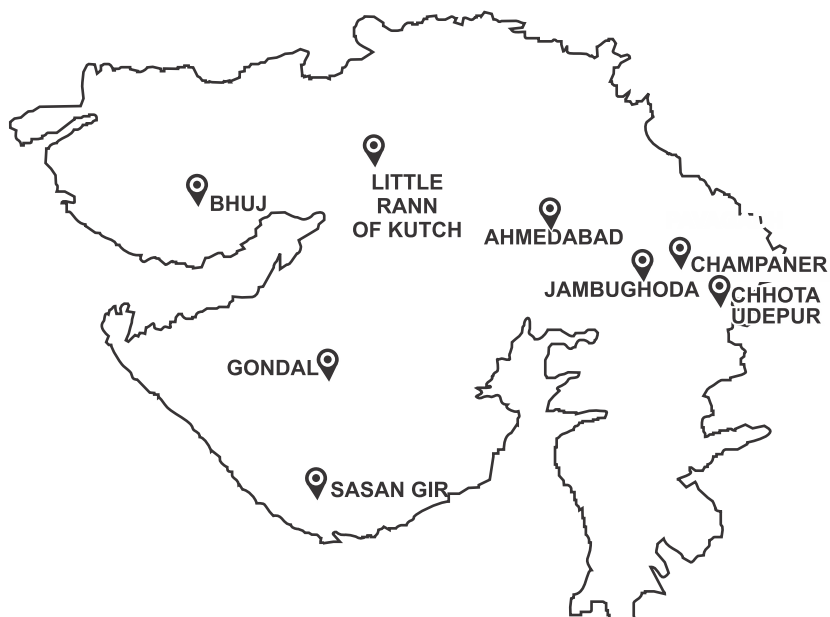 LITTLE
RANN
OF KUTCH
BHUJ
AHMEDABAD
CHAMPANER
JAMBUGHODA
CHHOTA
UDEPUR
GONDAL
SASAN GIR